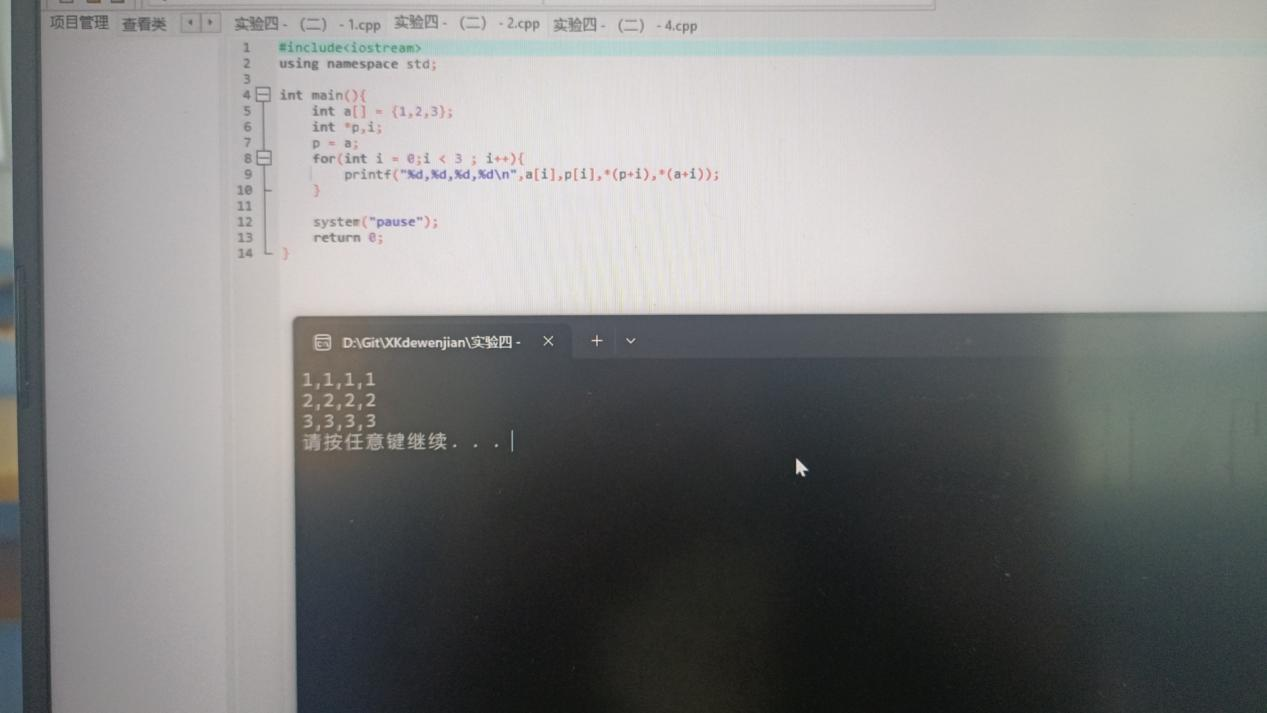 项目管理 查看类 实验四 - （二） - 1.cpp 实验四 - （二） - 2.cpp 实验四 - （二） - 4.cpp
1 #include<iostream>
2 using namespace std;
3
4 int main(){
5 int a[] = {1,2,3};
6 int *p,i;
7 p = a;
8 for(int i = 0;i < 3 ; i++){
9 printf("%d,%d,%d,%d\n",a[i],p[i],*(p+i),*(a+i));
10 }
11
12 system("pause");
13 return 0;
14 }
D:\Git\XKdewenjian\实验四 -
1,1,1,1
2,2,2,2
3,3,3,3
请按任意键继续. . .